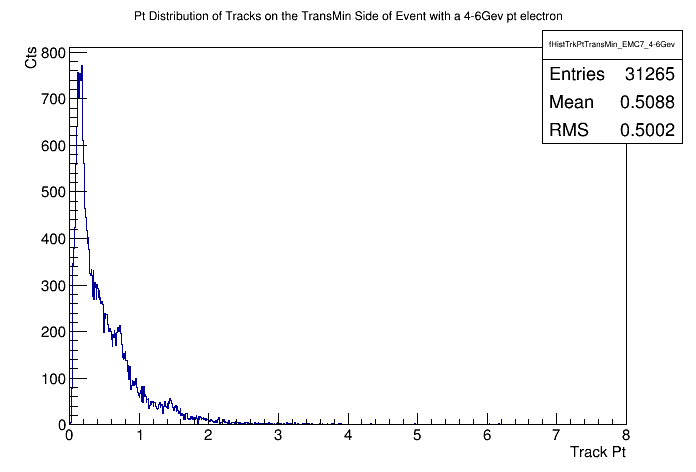 Pt Distribution of Tracks on the TransMin Side of Event with a 4-6Gev pt electron
fHistTrkPtTransMin_EMC7_4-6Gev
Entries 31265
Mean 0.5088
RMS 0.5002
Cts
800
700
600
500
400
300
200
100
0
0 1 2 3 4 5 6 7 8
Track Pt